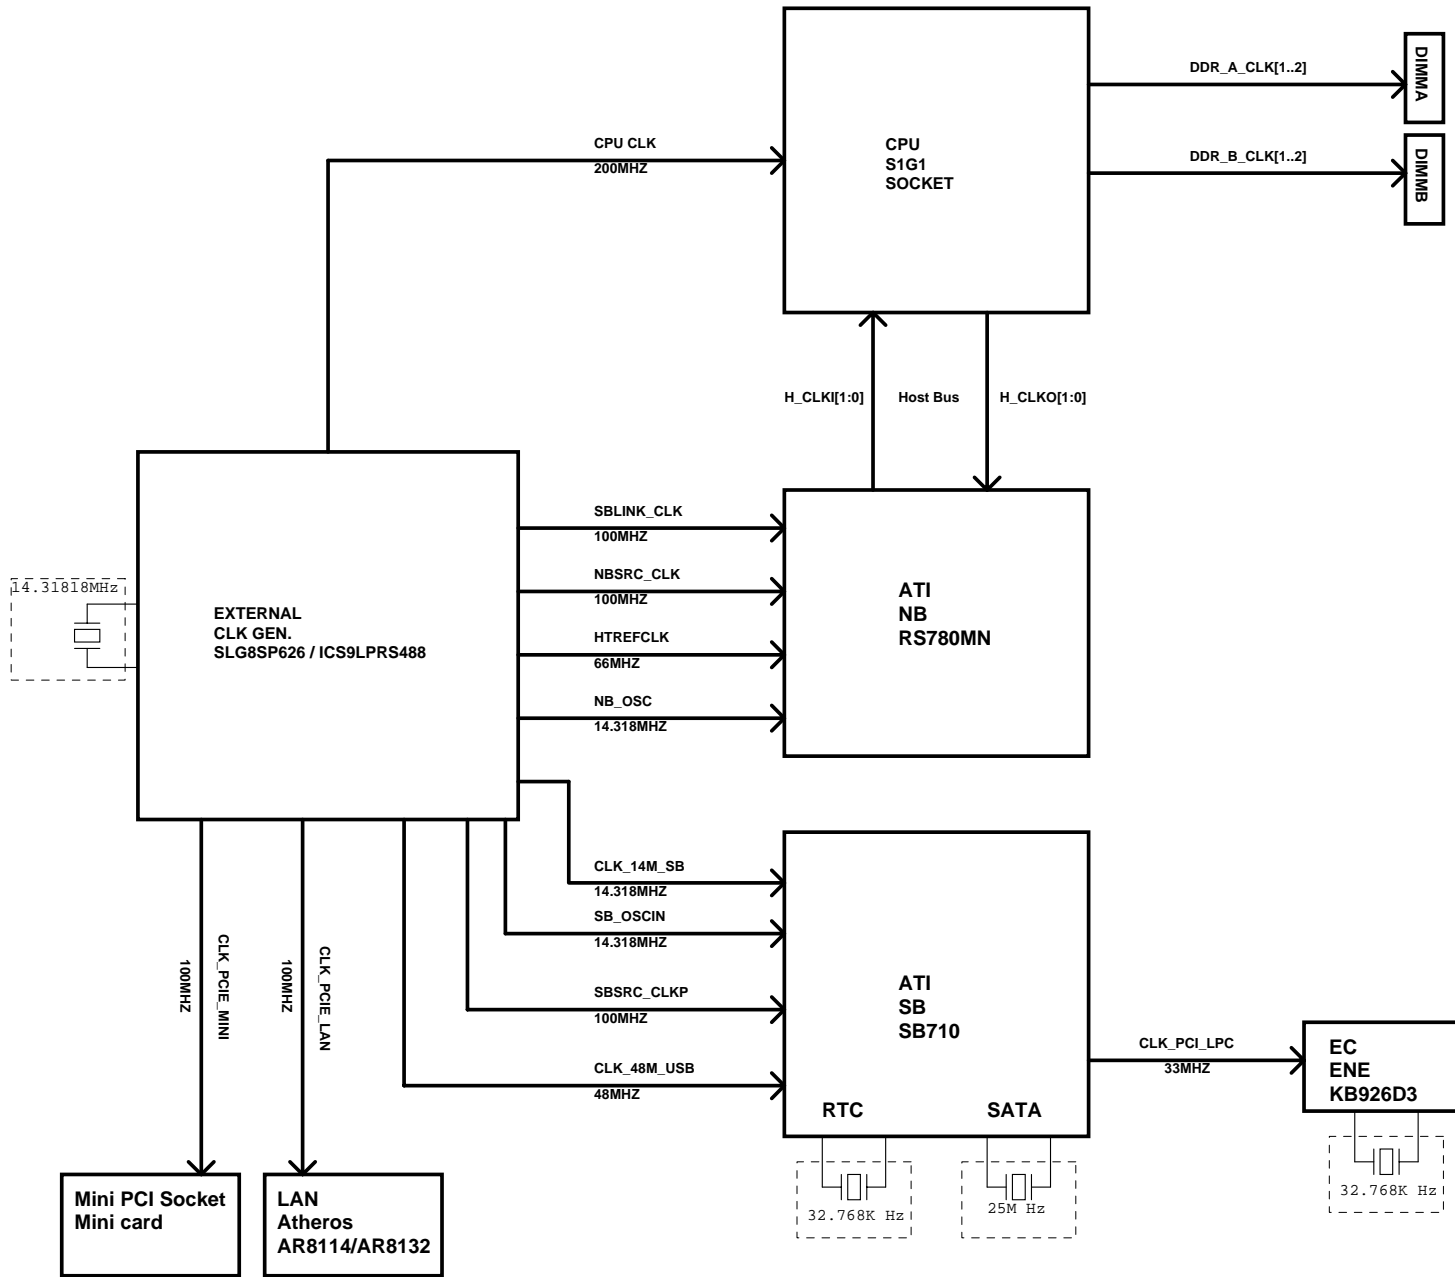 DDR_A_CLK[1..2]
DIMMA
CPU CLK
200MHZ
CPU
S1G1
SOCKET
DDR_B_CLK[1..2]
DIMMB
H_CLKI[1:0]
Host Bus
H_CLKO[1:0]
14.31818MHz
EXTERNAL
CLK GEN.
SLG8SP626 / ICS9LPRS488
SBLINK_CLK
100MHZ
NBSRC_CLK
100MHZ
HTREFCLK
66MHZ
NB_OSC
14.318MHZ
ATI
NB
RS780MN
CLK_14M_SB
14.318MHZ
SB_OSCIN
14.318MHZ
SBSRC_CLKP
100MHZ
CLK_48M_USB
48MHZ
ATI
SB
SB710
RTC
SATA
32.768K Hz
25M Hz
CLK_PCI_LPC
33MHZ
EC
ENE
KB926D3
32.768K Hz
100MHZ
CLK_PCIE_MINI
100MHZ
CLK_PCIE_LAN
Mini PCI Socket
Mini card
LAN
Atheros
AR8114/AR8132